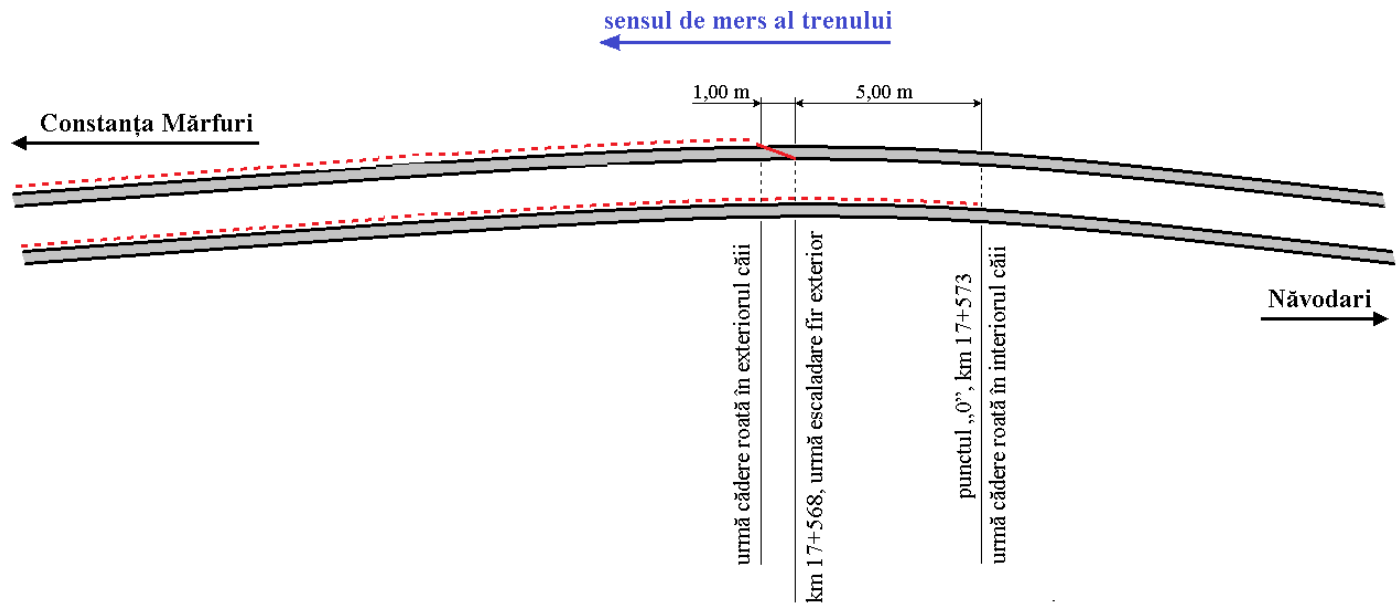 sensul de mers al trenului
1,00 m
5,00 m
Constanța Mărfuri
Năvodari
urmă cădere roată în exteriorul căii
km 17+568, urmă escaladare fir exterior
punctul „0”, km 17+573
urmă cădere roată în interiorul căii